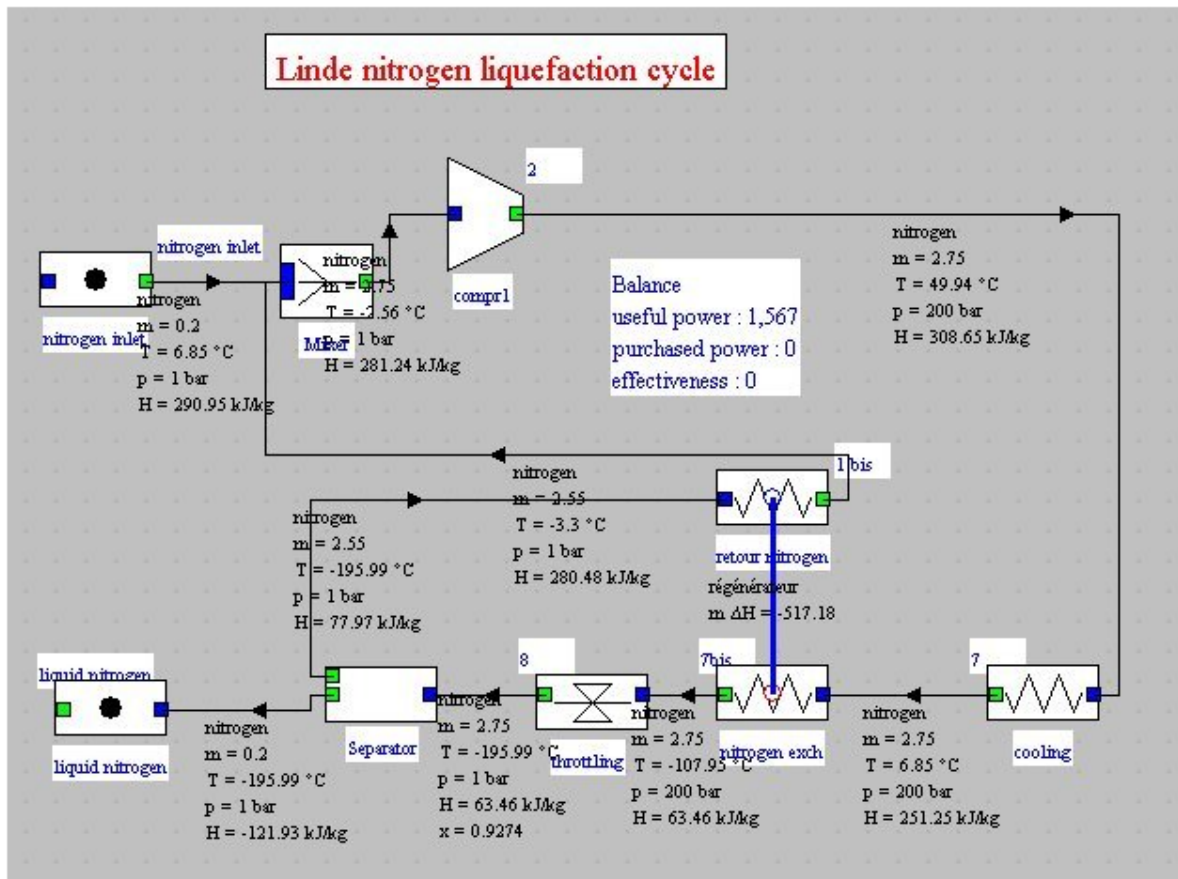 Linde nitrogen liquefaction cycle
2
nitrogen inlet
nitrogen
m = 0.2
T = 6.85 °C
p = 1 bar
H = 290.95 kJ/kg
nitrogen inlet
nitrogen
m = 2.75
p = 1 bar
H = 281.24 kJ/kg
Mixer
compr1
Balance
useful power : 1,567
purchased power : 0
effectiveness : 0
nitrogen
m = 2.75
T = 49.94 °C
p = 200 bar
H = 308.65 kJ/kg
1 bis
nitrogen
m = 2.55
T = -3.3 °C
p = 1 bar
H = 280.48 kJ/kg
nitrogen
m = 2.55
T = -195.99 °C
p = 1 bar
H = 77.97 kJ/kg
retour nitrogen
régénérateur
m ΔH = -517.18
liquid nitrogen
liquid nitrogen
nitrogen
m = 0.2
T = -195.99 °C
p = 1 bar
H = -121.93 kJ/kg
Separator
nitrogen
m = 2.75
T = -195.99 °C
p = 1 bar
H = 63.46 kJ/kg
x = 0.9274
8
throttling
nitrogen
m = 2.75
T = -107.95 °C
p = 200 bar
H = 63.46 kJ/kg
7bis
nitrogen exch
nitrogen
m = 2.75
T = 6.85 °C
p = 200 bar
H = 251.25 kJ/kg
7
cooling